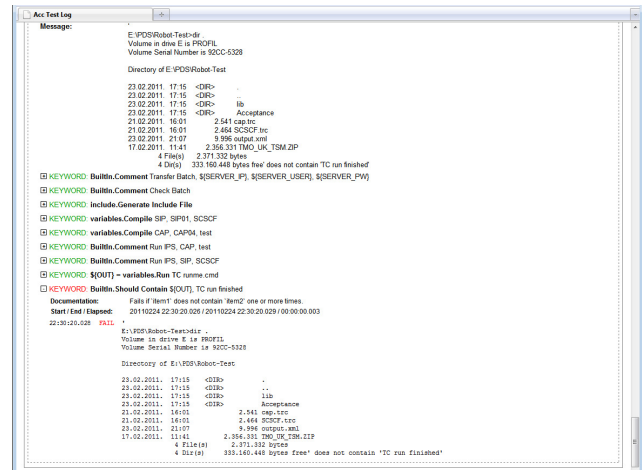 Acc Test Log
Message:
'
E:\PDS\Robot-Test>dir .
Volume in drive E is PROFIL
Volume Serial Number is 92CC-5328
Directory of E:\PDS\Robot-Test
23.02.2011. 17:15 <DIR> .
23.02.2011. 17:15 <DIR> ..
23.02.2011. 17:15 <DIR> lib
23.02.2011. 17:15 <DIR> Acceptance
21.02.2011. 16:01 2.541 cap.trc
21.02.2011. 16:01 2.464 SCSCF.trc
23.02.2011. 21:07 9.996 output.xml
17.02.2011. 11:41 2.356.331 TMO_UK_TSM.ZIP
4 File(s) 2.371.332 bytes
4 Dir(s) 333.160.448 bytes free' does not contain 'TC run finished'
KEYWORD: BuiltIn.Comment Transfer Batch, ${SERVER_IP}, ${SERVER_USER}, ${SERVER_PW}
KEYWORD: BuiltIn.Comment Check Batch
KEYWORD: include.Generate Include File
KEYWORD: variables.Compile SIP, SIP01, SCSCF
KEYWORD: variables.Compile CAP, CAP04, test
KEYWORD: BuiltIn.Comment Run IPS, CAP, test
KEYWORD: BuiltIn.Comment Run IPS, SIP, SCSCF
KEYWORD: ${OUT} = variables.Run TC runme.cmd
KEYWORD: BuiltIn.Should Contain ${OUT}, TC run finished
Documentation: Fails if `item1` does not contain `item2` one or more times.
Start / End / Elapsed: 20110224 22:30:20.026 / 20110224 22:30:20.029 / 00:00:00.003
22:30:20.028 FAIL '
E:\PDS\Robot-Test>dir .
Volume in drive E is PROFIL
Volume Serial Number is 92CC-5328
Directory of E:\PDS\Robot-Test
23.02.2011. 17:15 <DIR> .
23.02.2011. 17:15 <DIR> ..
23.02.2011. 17:15 <DIR> lib
23.02.2011. 17:15 <DIR> Acceptance
21.02.2011. 16:01 2.541 cap.trc
21.02.2011. 16:01 2.464 SCSCF.trc
23.02.2011. 21:07 9.996 output.xml
17.02.2011. 11:41 2.356.331 TMO_UK_TSM.ZIP
4 File(s) 2.371.332 bytes
4 Dir(s) 333.160.448 bytes free' does not contain 'TC run finished'